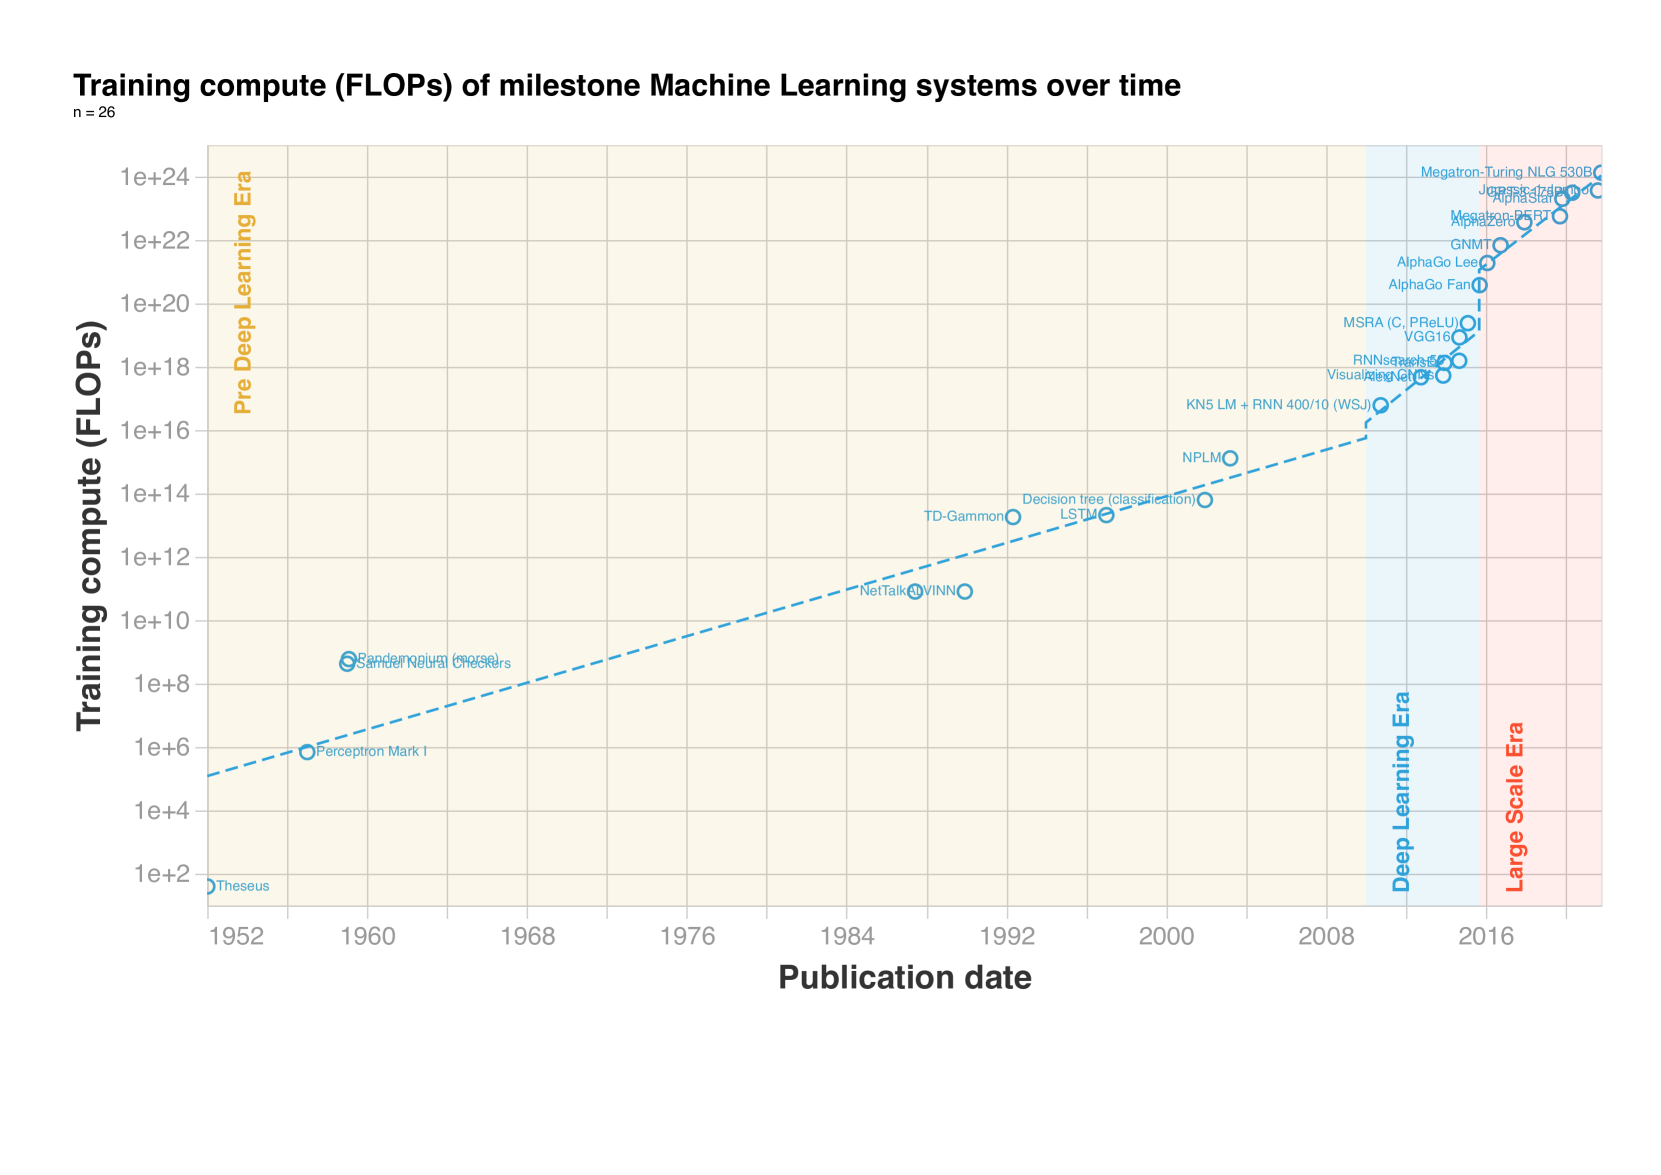 Training compute (FLOPs) of milestone Machine Learning systems over time
n = 26
Training compute (FLOPs)
1e+24
1e+22
1e+20
1e+18
1e+16
1e+14
1e+12
1e+10
1e+8
1e+6
1e+4
1e+2
Pre Deep Learning Era
Deep Learning Era
Large Scale Era
Megatron-Turing NLG 530B
AlphaStar
Megatron-BERT
AlphaZero
GNMT
AlphaGo Lee
AlphaGo Fan
MSRA (C, PReLU)
VGG16
RNNsearch-50
Visualizing CNNs
AlexNet
KN5 LM + RNN 400/10 (WSJ)
NPLM
Decision tree (classification)
LSTM
TD-Gammon
NetTalk
ALVINN
Pandemonium (morse)
Samuel Neural Checkers
Perceptron Mark I
Theseus
1952
1960
1968
1976
1984
1992
2000
2008
2016
Publication date